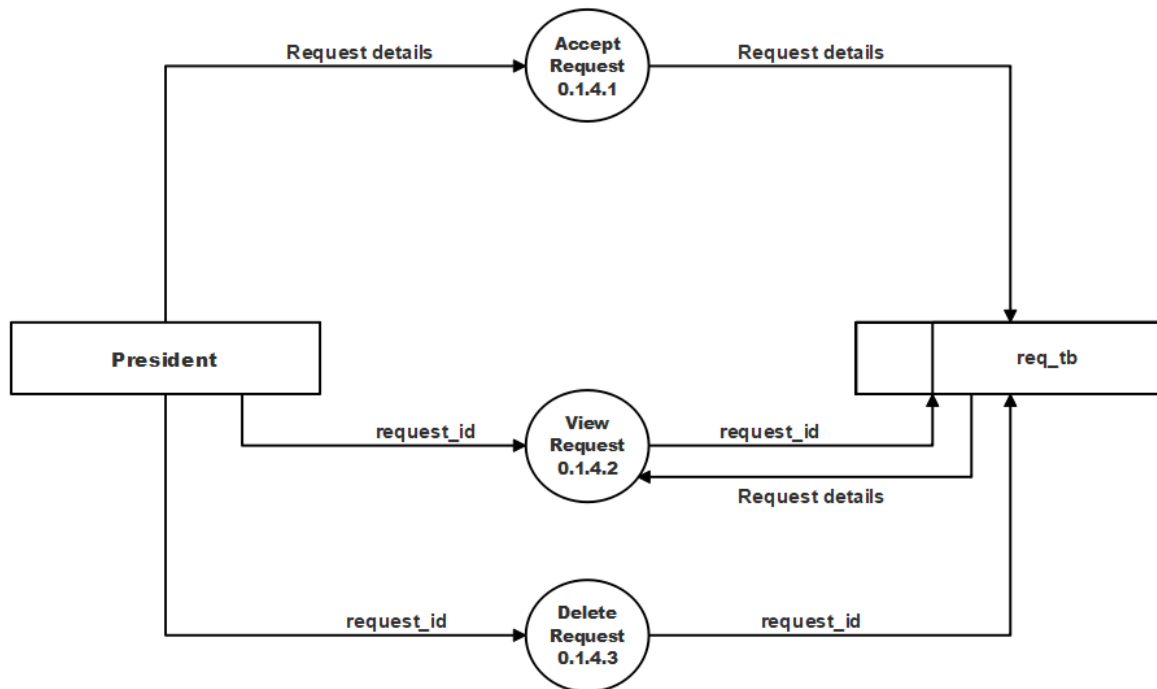 Accept
Request
0.1.4.1
Request details
Request details
President
req_tb
View
Request
0.1.4.2
request_id
request_id
Request details
Delete
Request
0.1.4.3
request_id
request_id